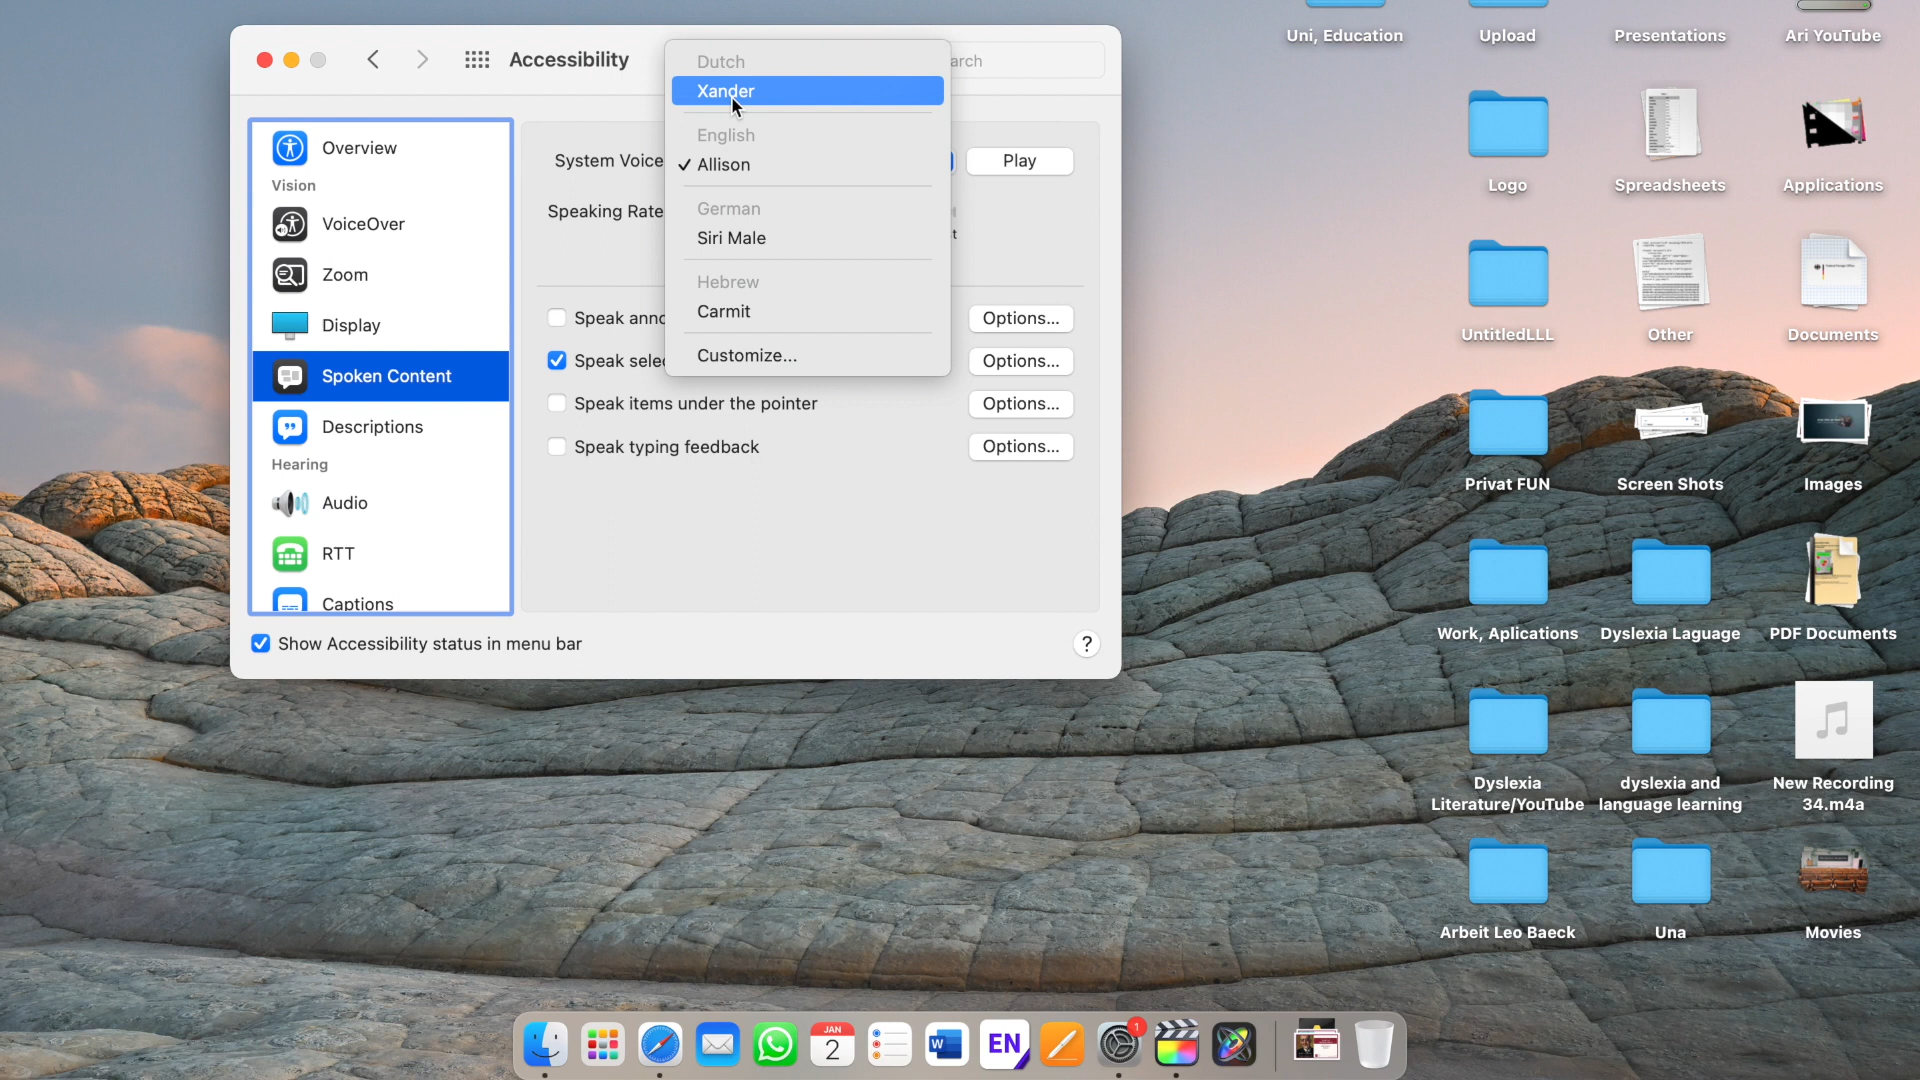 Accessibility
arch
Dutch
Xander
English
Allison
German
Siri Male
Hebrew
Carmit
Customize...
Overview
Vision
VoiceOver
Zoom
Display
Spoken Content
Descriptions
Hearing
Audio
RTT
Captions
System Voice
Play
Speaking Rate
t
Speak anno
Options...
Speak selec
Options...
Speak items under the pointer
Options...
Speak typing feedback
Options...
Show Accessibility status in menu bar
?
Uni, Education
Upload
Presentations
Ari YouTube
Logo
Spreadsheets
Applications
UntitledLLL
Other
Documents
Privat FUN
Screen Shots
Images
Work, Aplications
Dyslexia Laguage
PDF Documents
Dyslexia
Literature/YouTube
dyslexia and
language learning
New Recording
34.m4a
Arbeit Leo Baeck
Una
Movies
JAN
2
W
EN
1